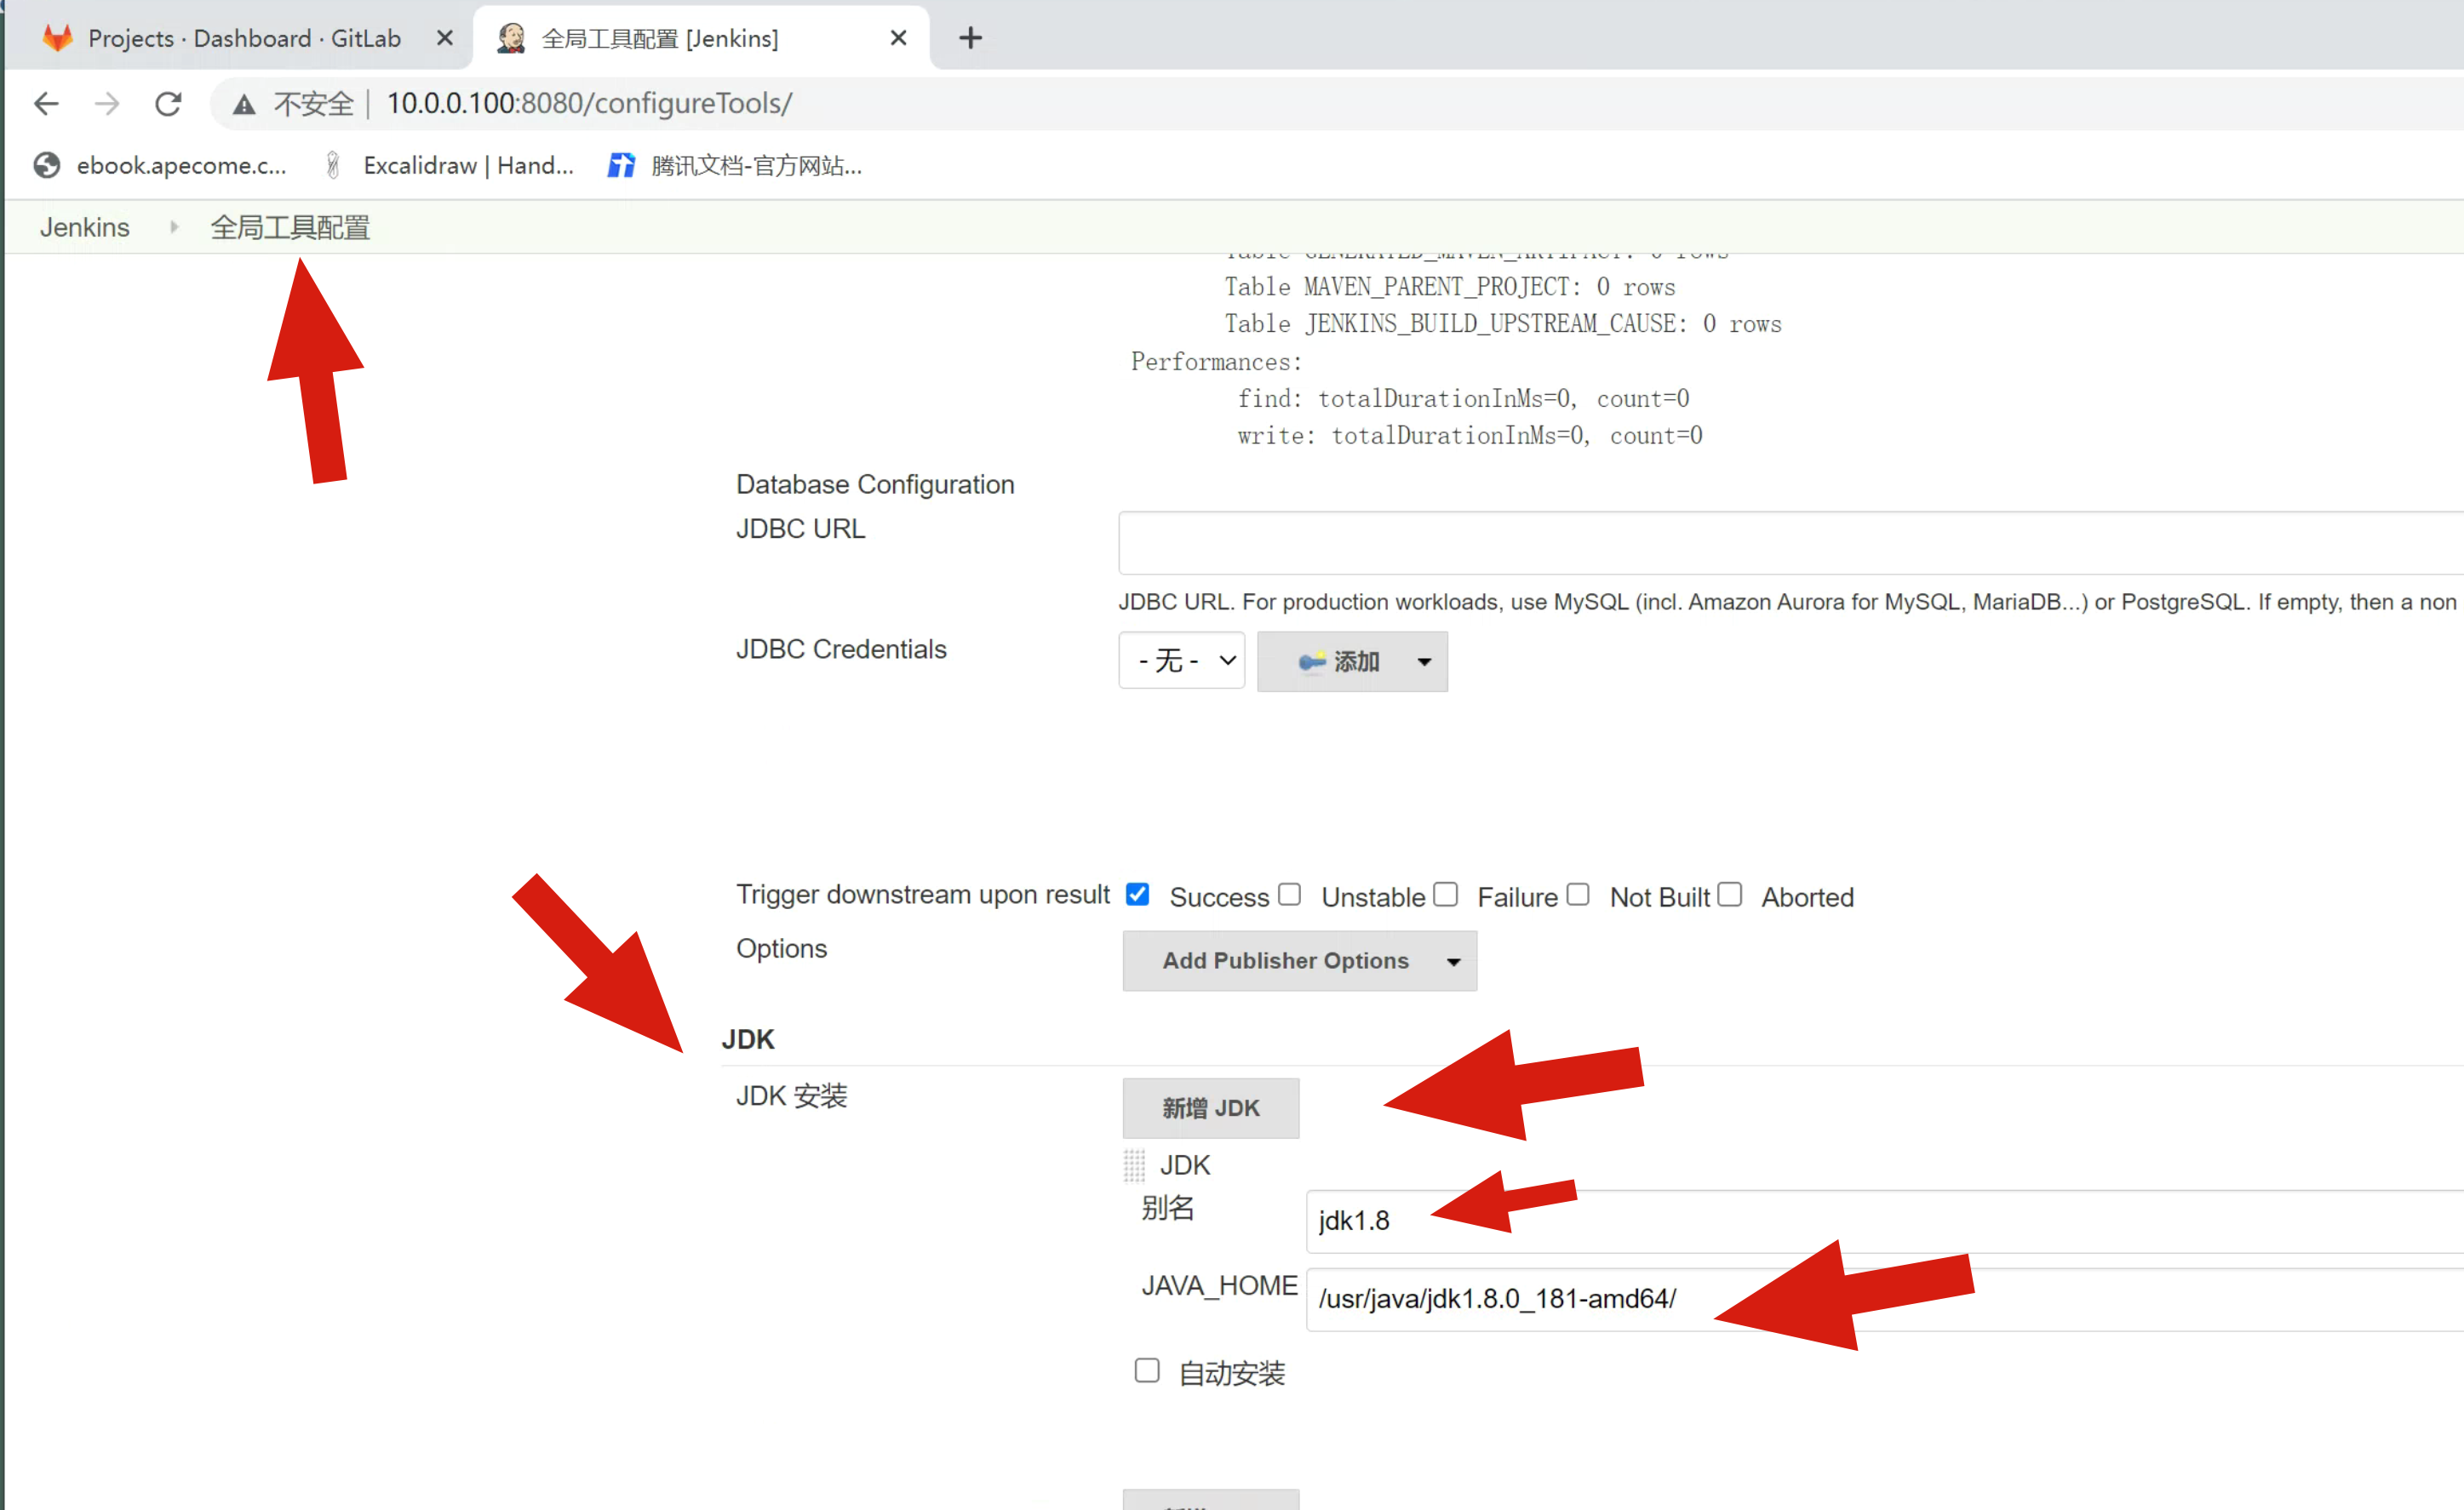 Projects · Dashboard · GitLab
全局工具配置 [Jenkins]
不安全 | 10.0.0.100:8080/configureTools/
ebook.apecome.c...
Excalidraw | Hand...
腾讯文档-官方网站...
Jenkins
全局工具配置
Table GENERATED_MAVEN_ARTIFACT: 0 rows
Table MAVEN_PARENT_PROJECT: 0 rows
Table JENKINS_BUILD_UPSTREAM_CAUSE: 0 rows
Performances:
find: totalDurationInMs=0, count=0
write: totalDurationInMs=0, count=0
Database Configuration
JDBC URL
JDBC URL. For production workloads, use MySQL (incl. Amazon Aurora for MySQL, MariaDB...) or PostgreSQL. If empty, then a non
JDBC Credentials
- 无 -
添加
Trigger downstream upon result Success Unstable Failure Not Built Aborted
Options
Add Publisher Options
JDK
JDK 安装
新增 JDK
JDK
别名
jdk1.8
JAVA_HOME
/usr/java/jdk1.8.0_181-amd64/
自动安装